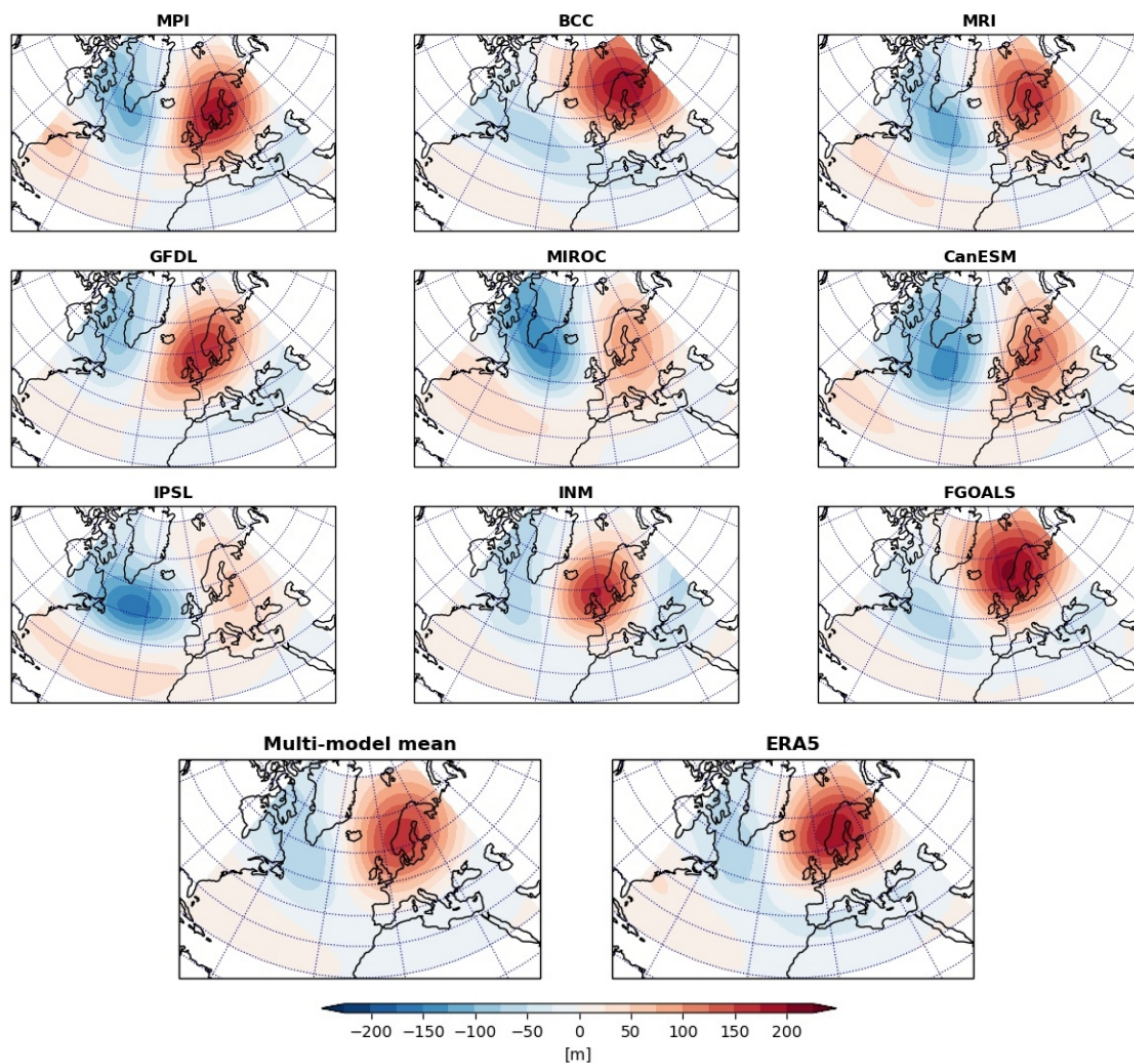 MPI BCC MRI
GFDL MIROC CanESM
IPSL INM FGOALS
Multi-model mean ERA5
−200 −150 −100 −50 0 50 100 150 200
[m]